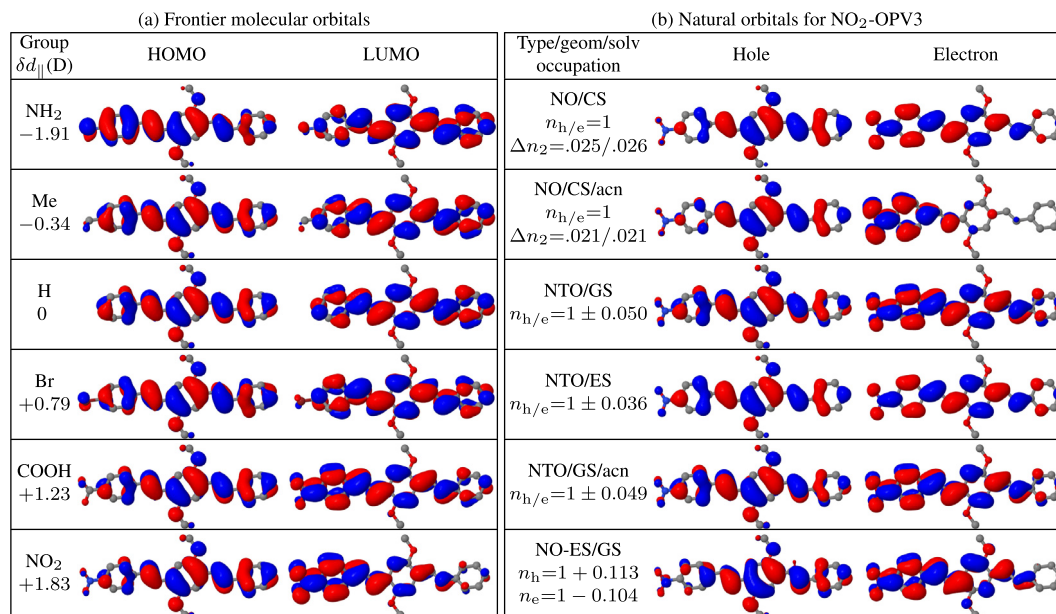 (a) Frontier molecular orbitals
Group
δd∥(D)
HOMO
LUMO
NH₂
−1.91
Me
−0.34
H
0
Br
+0.79
COOH
+1.23
NO₂
+1.83
(b) Natural orbitals for NO₂-OPV3
Type/geom/solv
occupation
Hole
Electron
NO/CS
nh/e=1
Δn₂=.025/.026
NO/CS/acn
nh/e=1
Δn₂=.021/.021
NTO/GS
nh/e=1 ± 0.050
NTO/ES
nh/e=1 ± 0.036
NTO/GS/acn
nh/e=1 ± 0.049
NO-ES/GS
nh=1 + 0.113
ne=1 − 0.104